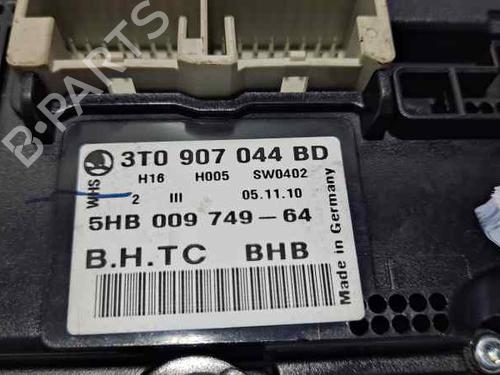 B-PARTS
WHS
3T0 907 044 BD
H16 H005 SW0402
2 III 05.11.10
5HB 009 749-64
B.H.TC BHB
Made in Germany